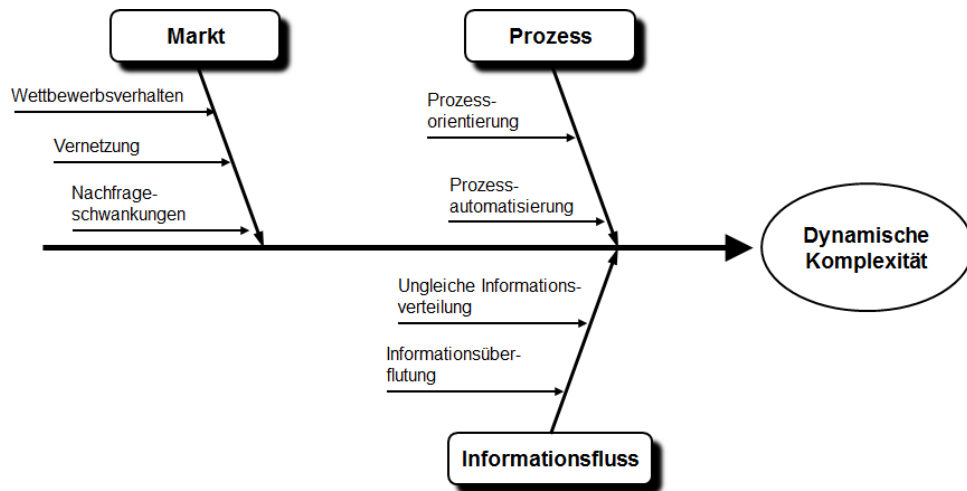 Markt
Prozess
Wettbewerbsverhalten
Vernetzung
Nachfrage-
schwankungen
Prozess-
orientierung
Prozess-
automatisierung
Dynamische
Komplexität
Ungleiche Informations-
verteilung
Informationsüber-
flutung
Informationsfluss